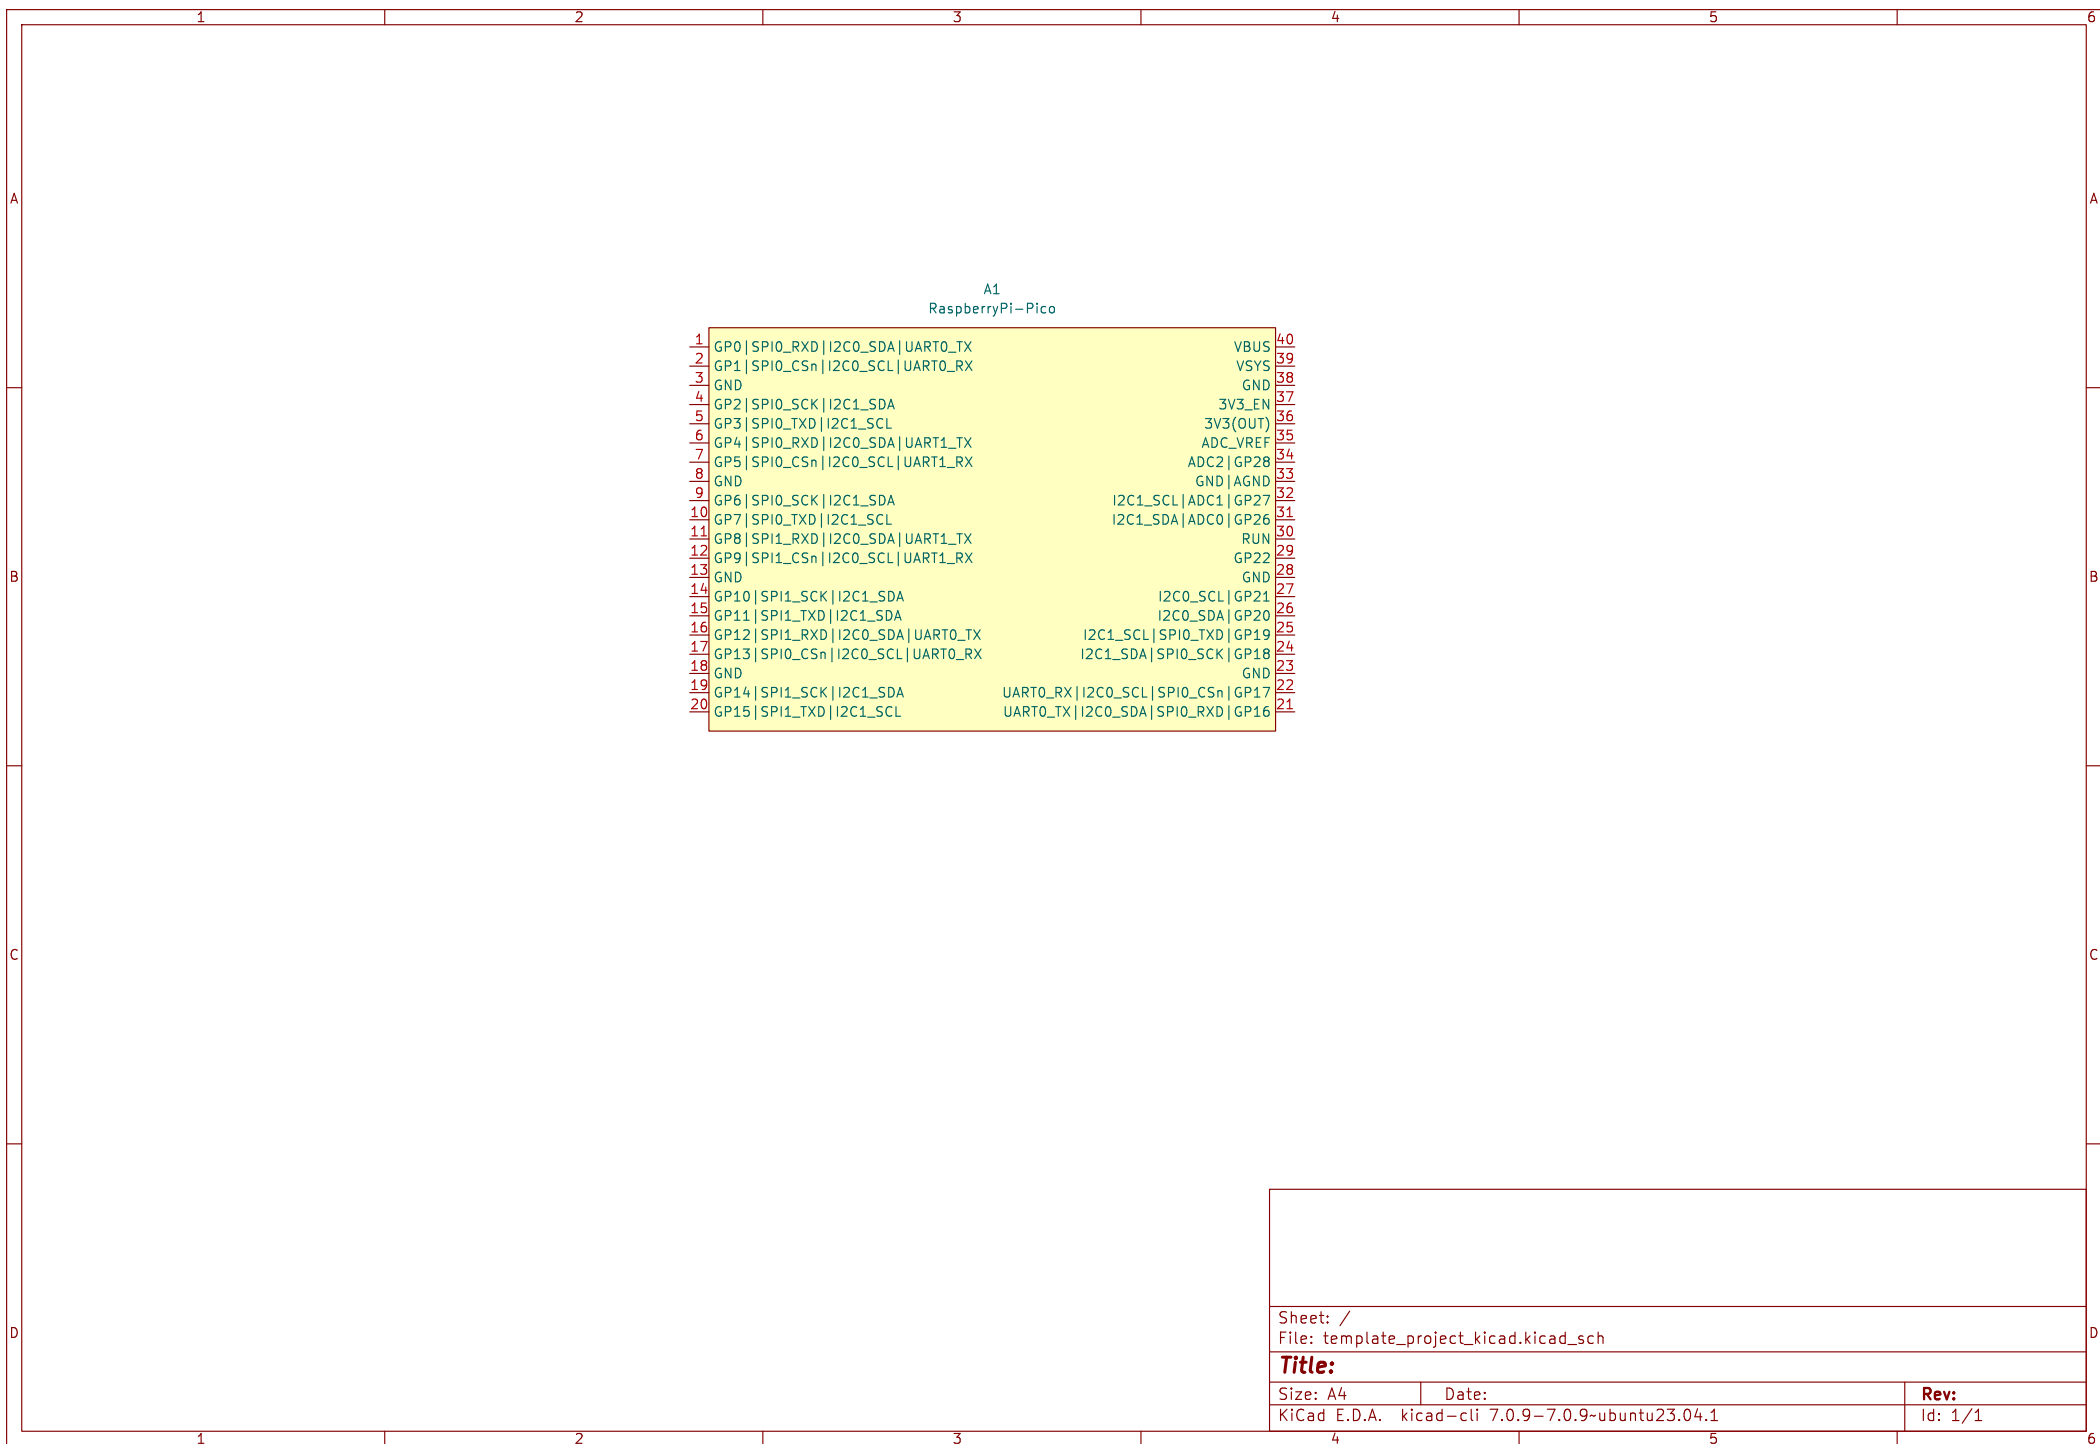 1 2 3 4 5 6
A A
A1
RaspberryPi-Pico
1 GP0|SPI0_RXD|I2C0_SDA|UART0_TX VBUS 40
2 GP1|SPI0_CSn|I2C0_SCL|UART0_RX VSYS 39
3 GND GND 38
4 GP2|SPI0_SCK|I2C1_SDA 3V3_EN 37
5 GP3|SPI0_TXD|I2C1_SCL 3V3(OUT) 36
6 GP4|SPI0_RXD|I2C0_SDA|UART1_TX ADC_VREF 35
7 GP5|SPI0_CSn|I2C0_SCL|UART1_RX ADC2|GP28 34
8 GND GND|AGND 33
9 GP6|SPI0_SCK|I2C1_SDA I2C1_SCL|ADC1|GP27 32
10 GP7|SPI0_TXD|I2C1_SCL I2C1_SDA|ADC0|GP26 31
11 GP8|SPI1_RXD|I2C0_SDA|UART1_TX RUN 30
12 GP9|SPI1_CSn|I2C0_SCL|UART1_RX GP22 29
B 13 GND GND 28 B
14 GP10|SPI1_SCK|I2C1_SDA I2C0_SCL|GP21 27
15 GP11|SPI1_TXD|I2C1_SDA I2C0_SDA|GP20 26
16 GP12|SPI1_RXD|I2C0_SDA|UART0_TX I2C1_SCL|SPI0_TXD|GP19 25
17 GP13|SPI0_CSn|I2C0_SCL|UART0_RX I2C1_SDA|SPI0_SCK|GP18 24
18 GND GND 23
19 GP14|SPI1_SCK|I2C1_SDA UART0_RX|I2C0_SCL|SPI0_CSn|GP17 22
20 GP15|SPI1_TXD|I2C1_SCL UART0_TX|I2C0_SDA|SPI0_RXD|GP16 21
C C
Sheet: /
D D
File: template_project_kicad.kicad_sch
Title:
Size: A4 Date: Rev:
KiCad E.D.A. kicad-cli 7.0.9-7.0.9~ubuntu23.04.1 Id: 1/1
1 2 3 4 5 6